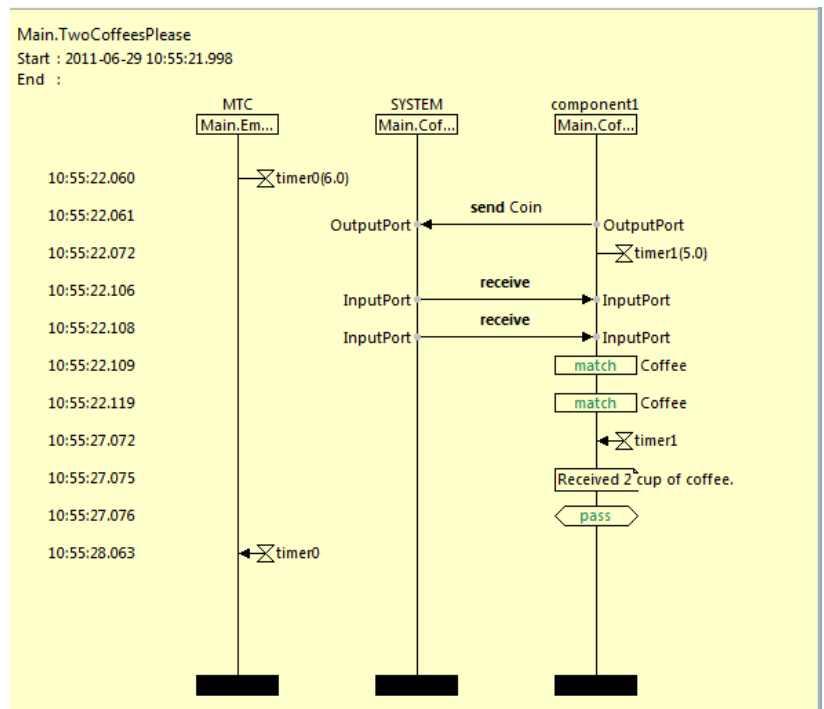 Main.TwoCoffeesPlease
Start : 2011-06-29 10:55:21.998
End :
MTC SYSTEM component1
Main.Em... Main.Cof... Main.Cof...
10:55:22.060 timer0(6.0)
10:55:22.061 OutputPort send Coin OutputPort
10:55:22.072 timer1(5.0)
10:55:22.106 InputPort receive InputPort
10:55:22.108 InputPort receive InputPort
10:55:22.109 match Coffee
10:55:22.119 match Coffee
10:55:27.072 timer1
10:55:27.075 Received 2 cup of coffee.
10:55:27.076 pass
10:55:28.063 timer0